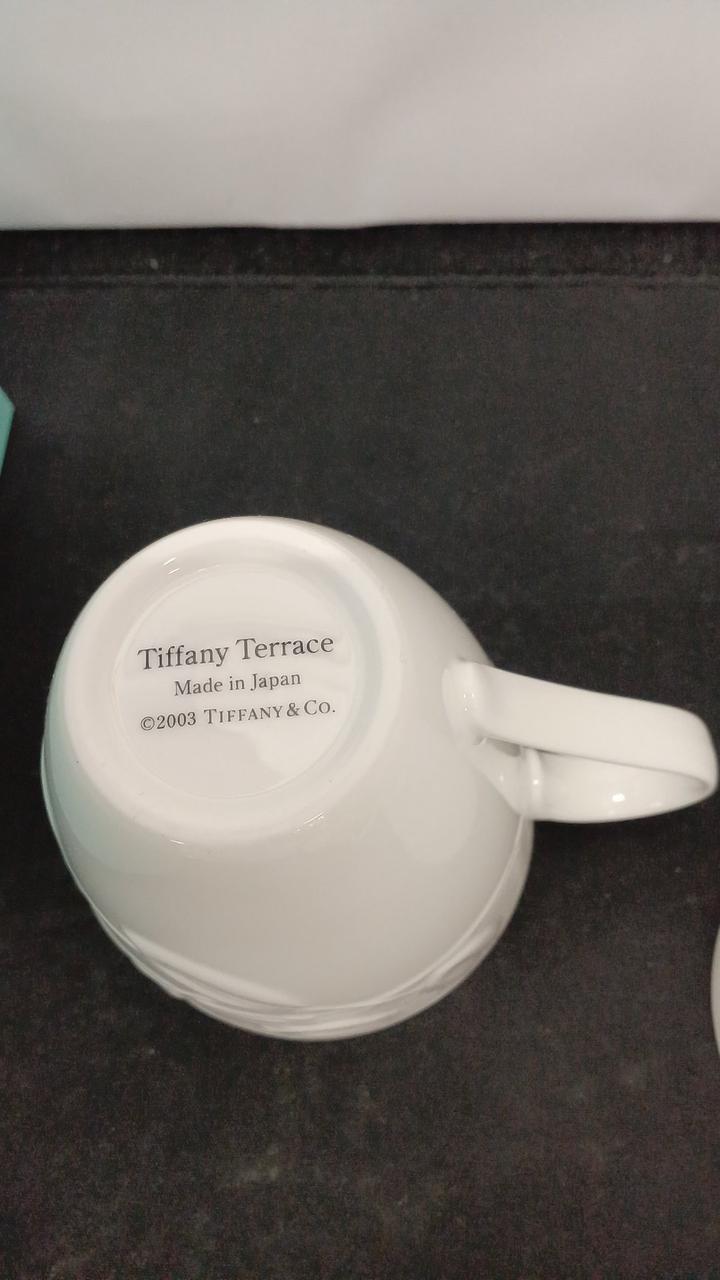 Tiffany Terrace
Made in Japan
©2003 TIFFANY & CO.